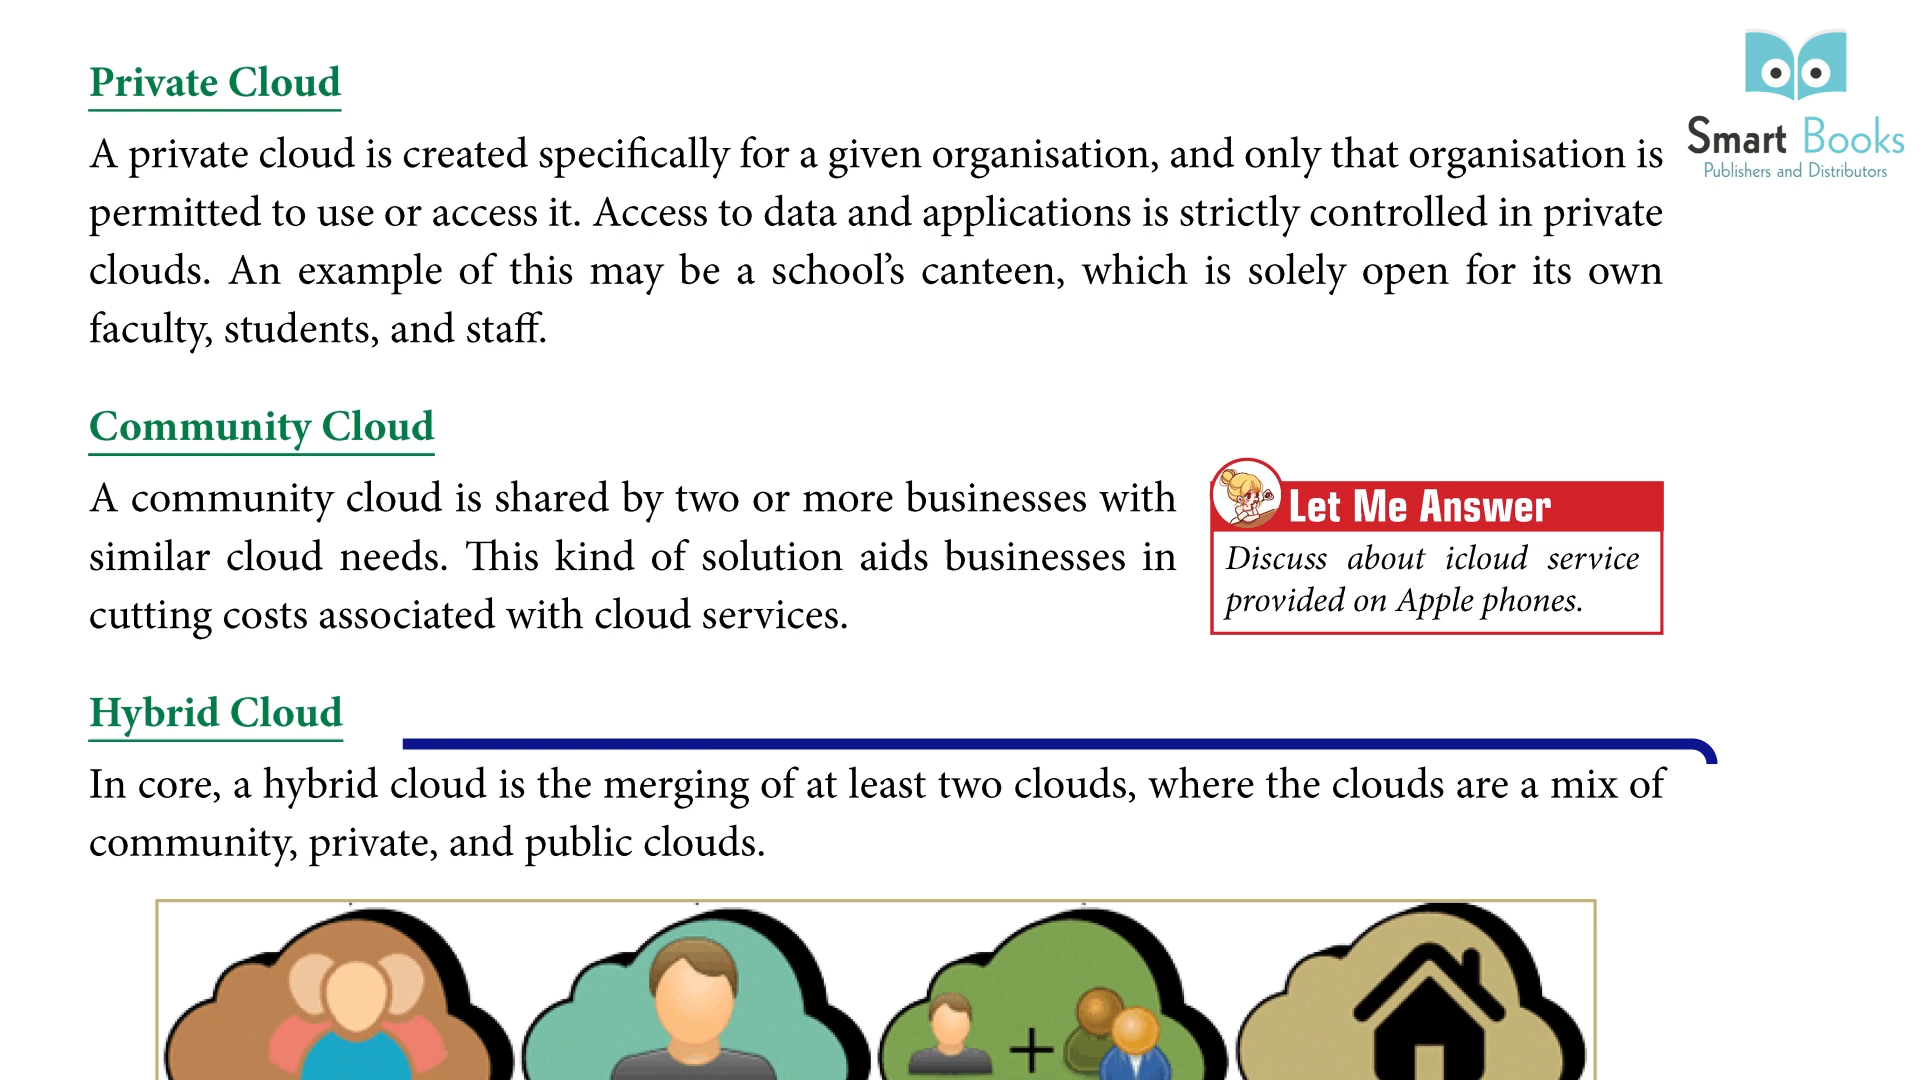 Private Cloud
A private cloud is created specifically for a given organisation, and only that organisation is
permitted to use or access it. Access to data and applications is strictly controlled in private
clouds. An example of this may be a school’s canteen, which is solely open for its own
faculty, students, and staff.
Smart Books
Publishers and Distributors
Community Cloud
A community cloud is shared by two or more businesses with
similar cloud needs. This kind of solution aids businesses in
cutting costs associated with cloud services.
Let Me Answer
Discuss about icloud service
provided on Apple phones.
Hybrid Cloud
In core, a hybrid cloud is the merging of at least two clouds, where the clouds are a mix of
community, private, and public clouds.
+